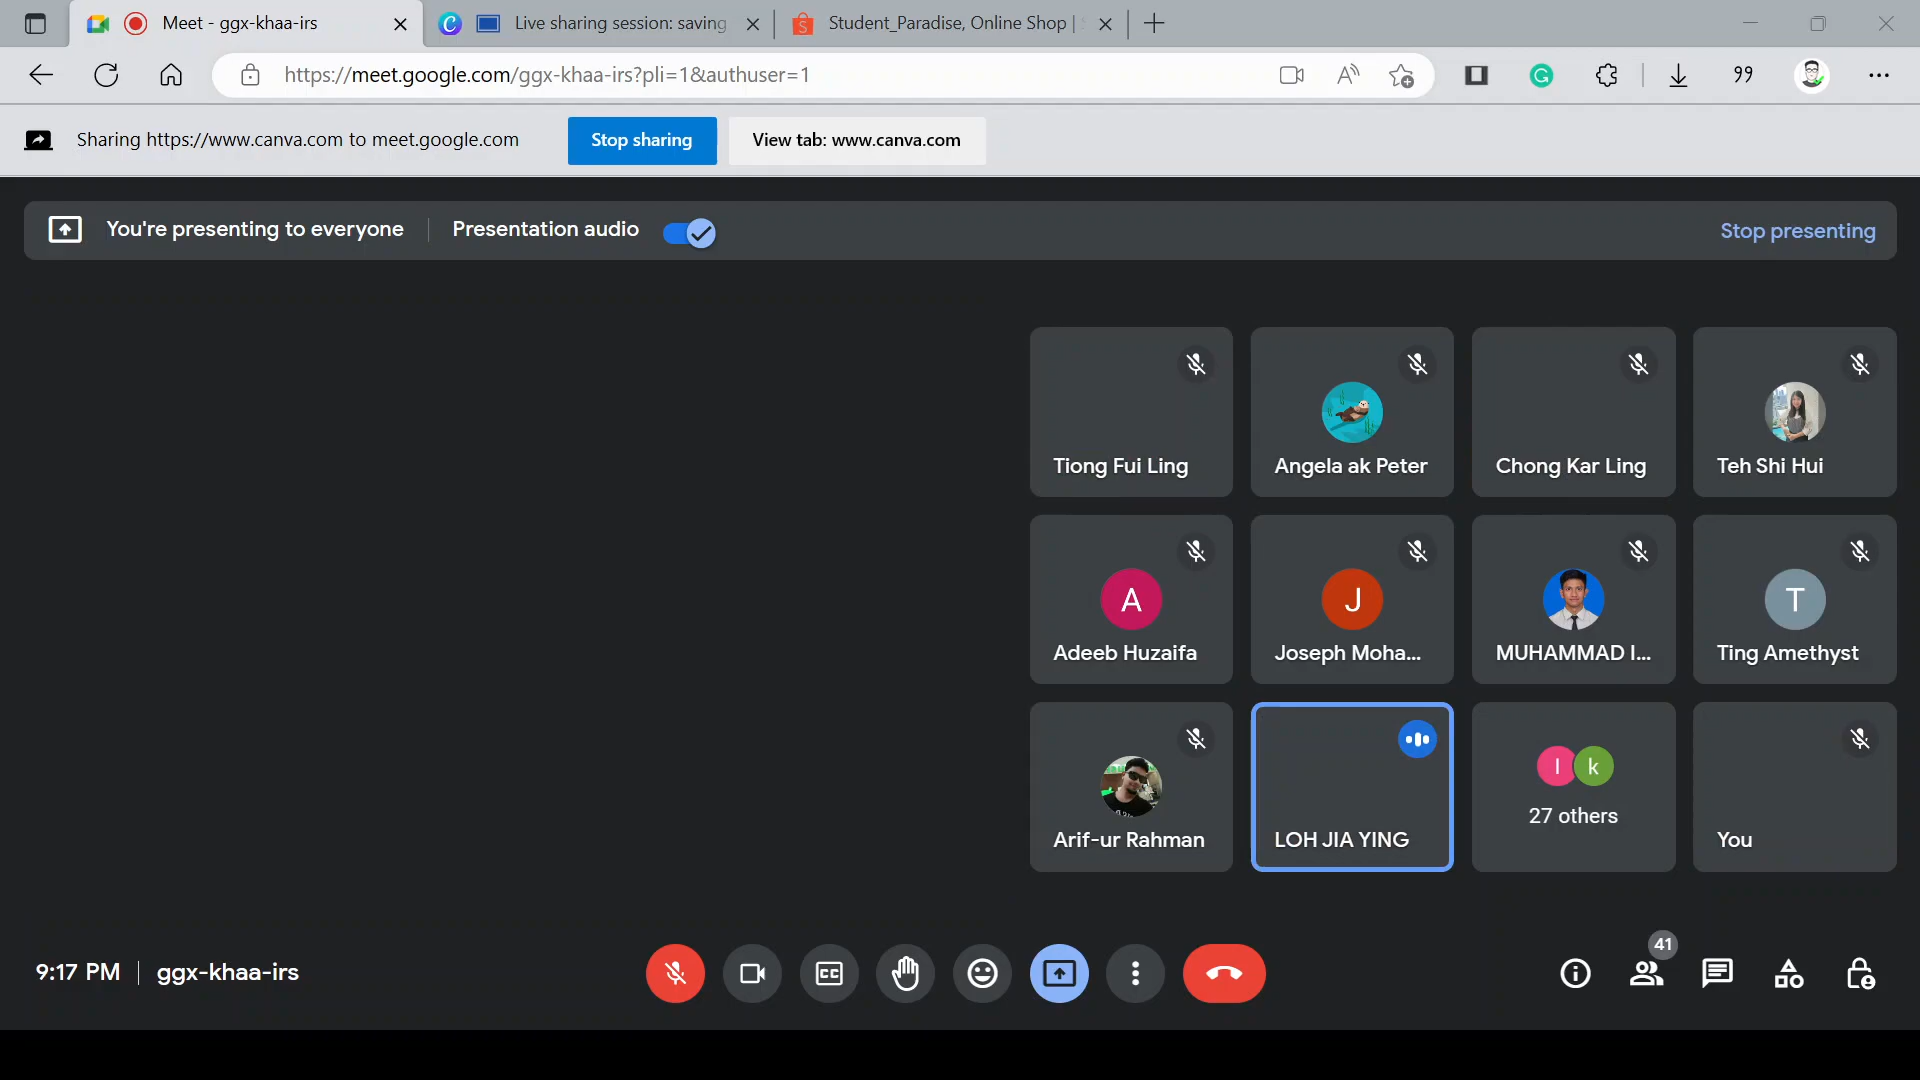 Meet - ggx-khaa-irs
Live sharing session: saving
Student_Paradise, Online Shop |
https://meet.google.com/ggx-khaa-irs?pli=1&authuser=1
Sharing https://www.canva.com to meet.google.com
Stop sharing
View tab: www.canva.com
You're presenting to everyone
Presentation audio
Stop presenting
Tiong Fui Ling
Angela ak Peter
Chong Kar Ling
Teh Shi Hui
A
J
T
Adeeb Huzaifa
Joseph Moha...
MUHAMMAD I...
Ting Amethyst
I k
27 others
Arif-ur Rahman
LOH JIA YING
You
9:17 PM
ggx-khaa-irs
CC
41